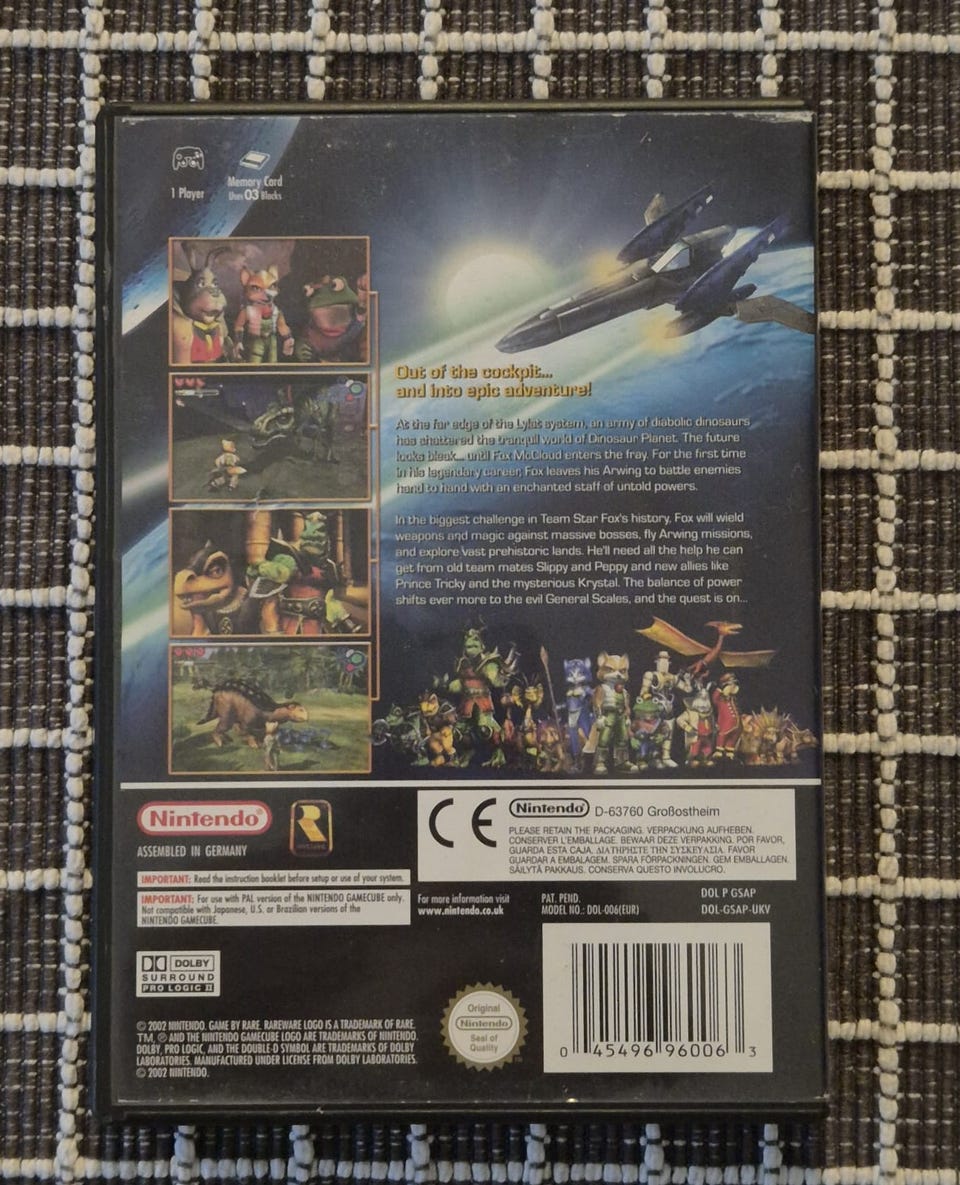 1 Player
Memory Card
Uses 03 Blocks
Out of the cockpit...
and into epic adventure!
At the far edge of the Lylat system, an army of diabolic dinosaurs
has shattered the tranquil world of Dinosaur Planet. The future
looks bleak... until Fox McCloud enters the fray. For the first time
in his legendary career, Fox leaves his Arwing to battle enemies
hand to hand with an enchanted staff of untold powers.
In the biggest challenge in Team Star Fox's history, Fox will wield
weapons and magic against massive bosses, fly Arwing missions,
and explore vast prehistoric lands. He'll need all the help he can
get from old team mates Slippy and Peppy and new allies like
Prince Tricky and the mysterious Krystal. The balance of power
shifts ever more to the evil General Scales, and the quest is on...
Nintendo®
R
ASSEMBLED IN GERMANY
CE
Nintendo® D-63760 Großostheim
PLEASE RETAIN THE PACKAGING. VERPACKUNG AUFHEBEN.
CONSERVER L'EMBALLAGE. BEWAAR DEZE VERPAKKING. POR FAVOR,
GUARDA ESTA CAJA. ΔΙΑΤΗΡΗΣΤΕ ΤΗΝ ΣΥΣΚΕΥΑΣΙΑ. FAVOR
GUARDAR A EMBALAGEM. SPARA FÖRPACKNINGEN. GEM EMBALLAGEN.
SÄILYTÄ PAKKAUS. CONSERVA QUESTO INVOLUCRO.
IMPORTANT: Read the instruction booklet before setup or use of your system.
IMPORTANT: For use with PAL version of the NINTENDO GAMECUBE only.
Not compatible with Japanese, U.S. or Brazilian versions of the
NINTENDO GAMECUBE.
For more information visit
www.nintendo.co.uk
PAT. PEND.
MODEL NO.: DOL-006(EUR)
DOL P GSAP
DOL-GSAP-UKV
DOLBY
SURROUND
PRO LOGIC II
© 2002 NINTENDO. GAME BY RARE. RAREWARE LOGO IS A TRADEMARK OF RARE.
TM, ® AND THE NINTENDO GAMECUBE LOGO ARE TRADEMARKS OF NINTENDO.
DOLBY, PRO LOGIC, AND THE DOUBLE-D SYMBOL ARE TRADEMARKS OF DOLBY
LABORATORIES. MANUFACTURED UNDER LICENSE FROM DOLBY LABORATORIES.
© 2002 NINTENDO.
Original
Nintendo
Seal of
Quality
0 45496 96006 3